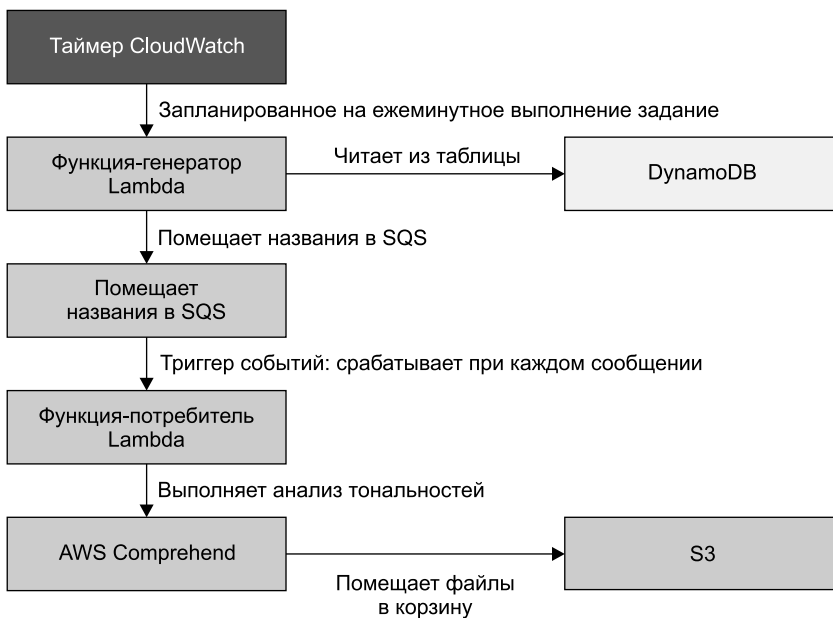 Таймер CloudWatch
Запланированное на ежеминутное выполнение задание
Функция-генератор
Lambda
Читает из таблицы
DynamoDB
Помещает названия в SQS
Помещает
названия в SQS
Триггер событий: срабатывает при каждом сообщении
Функция-потребитель
Lambda
Выполняет анализ тональностей
AWS Comprehend
S3
Помещает файлы
в корзину